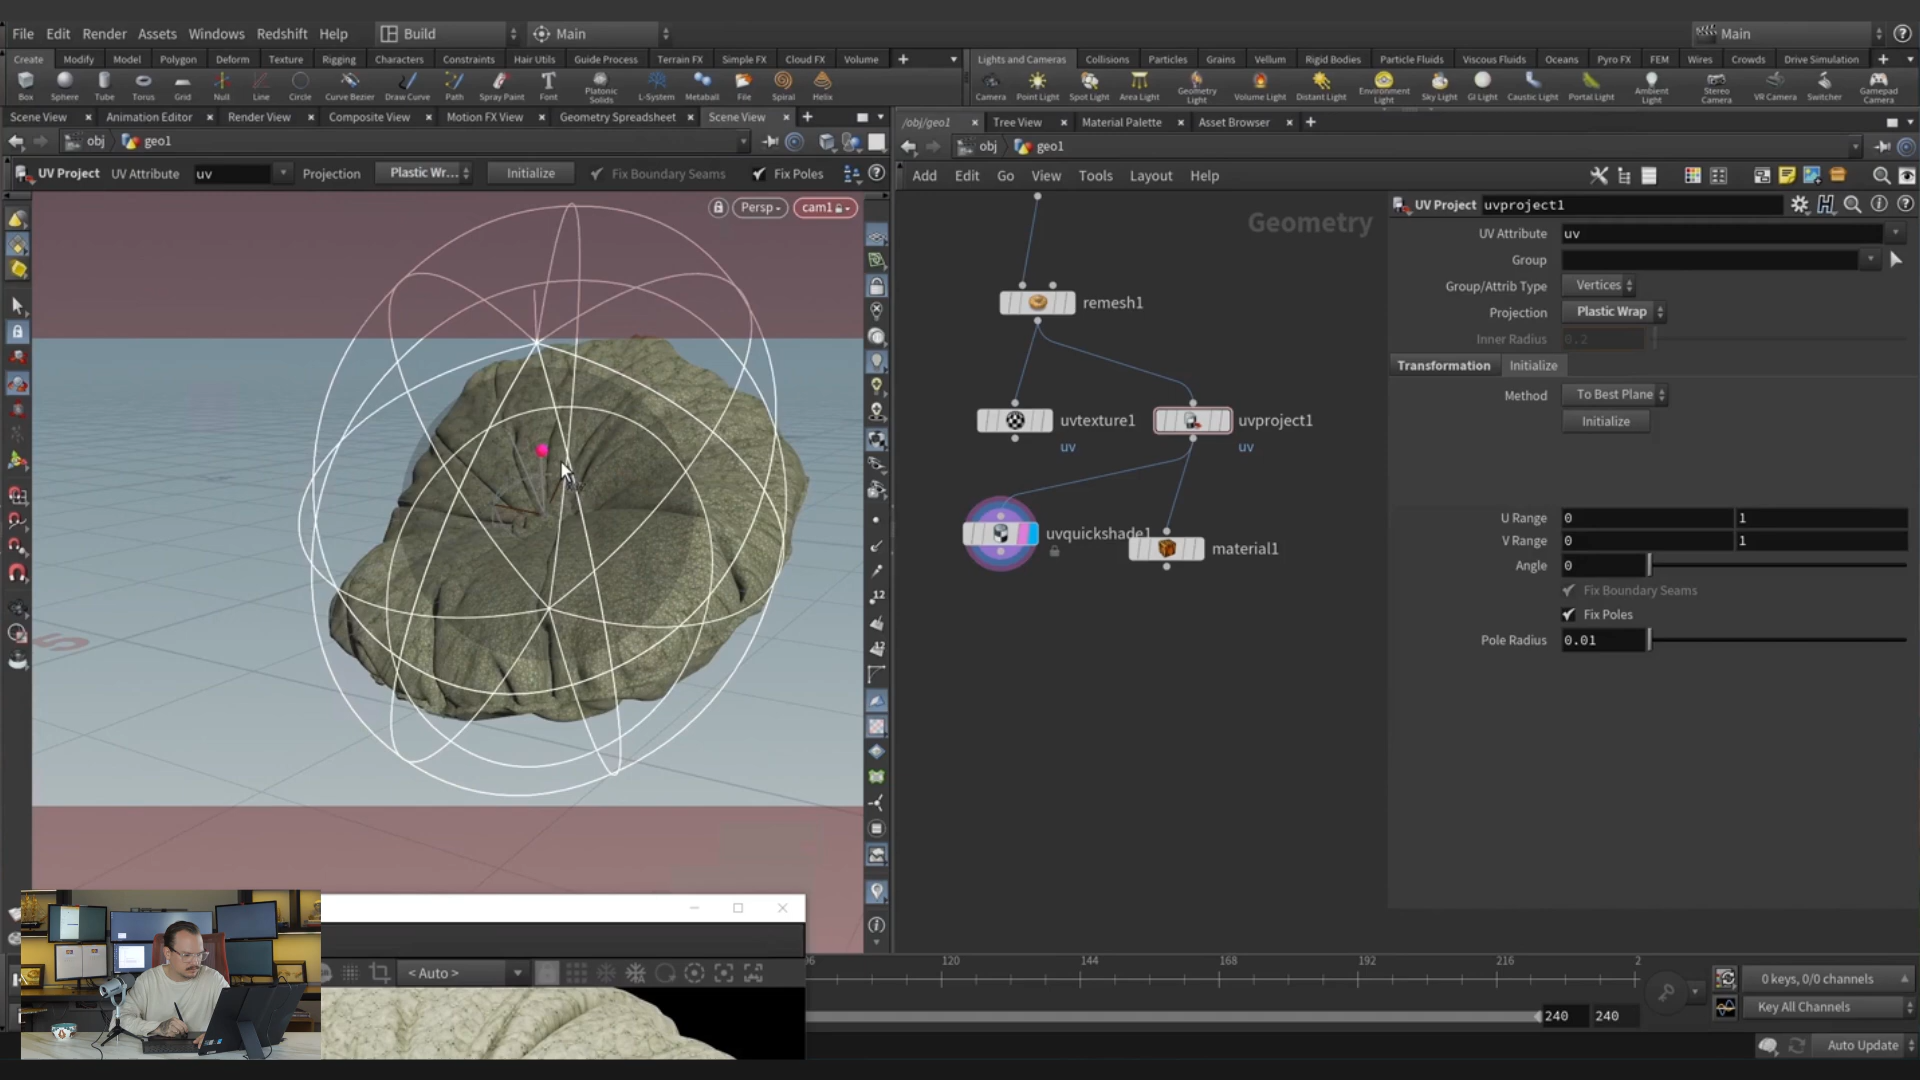 File Edit Render Assets Windows Redshift Help Build Main Main
Create Modify Model Polygon Deform Texture Rigging Characters Constraints Hair Utils Guide Process Terrain FX Simple FX Cloud FX Volume
Lights and Cameras Collisions Particles Grains Vellum Rigid Bodies Particle Fluids Viscous Fluids Oceans Pyro FX FEM Wires Crowds Drive Simulation
Box Sphere Tube Torus Grid Null Line Circle Curve Bezier Draw Curve Path Spray Paint Font Platonic Solids L-System Metaball File Spiral Helix
Camera Point Light Spot Light Area Light Geometry Light Volume Light Distant Light Environment Light Sky Light GI Light Caustic Light Portal Light Ambient Light Stereo Camera VR Camera Switcher Gamepad Camera
Scene View Animation Editor Render View Composite View Motion FX View Geometry Spreadsheet Scene View
/obj/geo1 Tree View Material Palette Asset Browser
obj geo1
obj geo1
UV Project UV Attribute uv Projection Plastic Wr... Initialize Fix Boundary Seams Fix Poles
Add Edit Go View Tools Layout Help
Persp cam1
Geometry
remesh1
uvtexture1
uv
uvproject1
uv
uvquickshade1
material1
UV Project uvproject1
UV Attribute uv
Group
Group/Attrib Type Vertices
Projection Plastic Wrap
Inner Radius 0.2
Transformation Initialize
Method To Best Plane
Initialize
U Range 0 1
V Range 0 1
Angle 0
Fix Boundary Seams
Fix Poles
Pole Radius 0.01
12
12
5
< Auto >
96 120 144 168 192 216 2
240 240
0 keys, 0/0 channels
Key All Channels
Auto Update